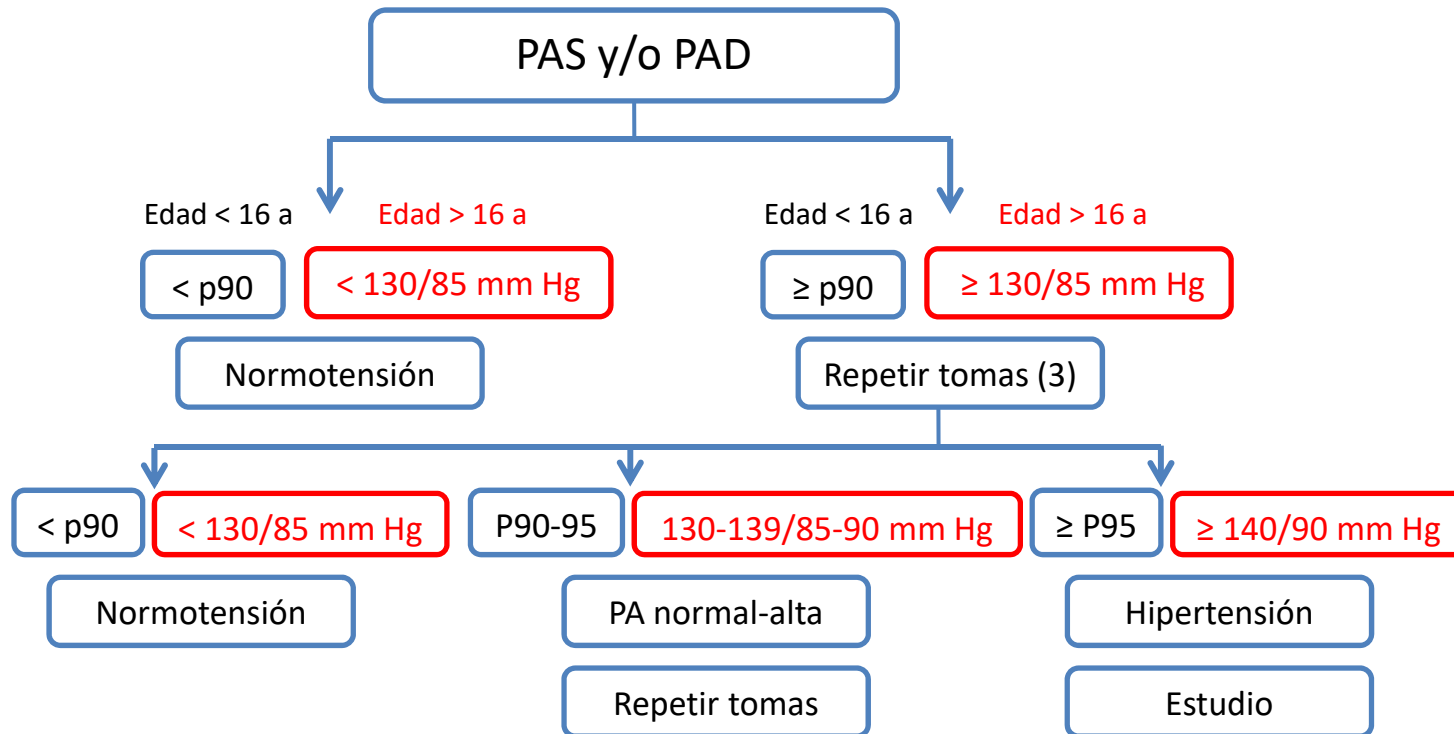 PAS y/o PAD
Edad < 16 a
Edad > 16 a
Edad < 16 a
Edad > 16 a
< p90
< 130/85 mm Hg
≥ p90
≥ 130/85 mm Hg
Normotensión
Repetir tomas (3)
< p90
< 130/85 mm Hg
P90-95
130-139/85-90 mm Hg
≥ P95
≥ 140/90 mm Hg
Normotensión
PA normal-alta
Hipertensión
Repetir tomas
Estudio